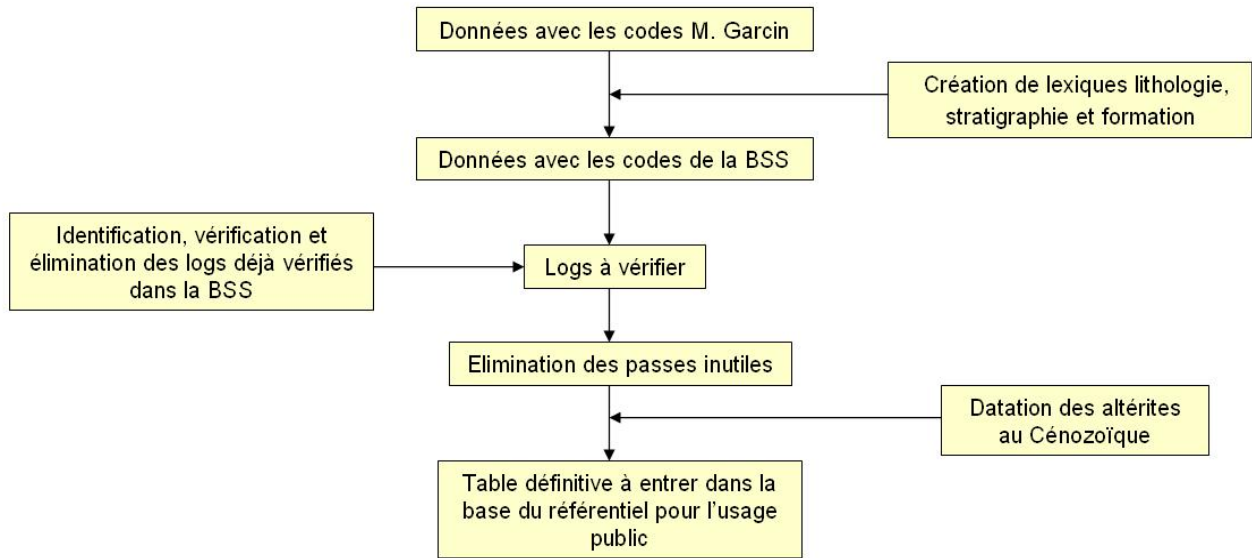 Données avec les codes M. Garcin
Création de lexiques lithologie,
stratigraphie et formation
Données avec les codes de la BSS
Identification, vérification et
élimination des logs déjà vérifiés
dans la BSS
Logs à vérifier
Elimination des passes inutiles
Datation des altérites
au Cénozoïque
Table définitive à entrer dans la
base du référentiel pour l'usage
public